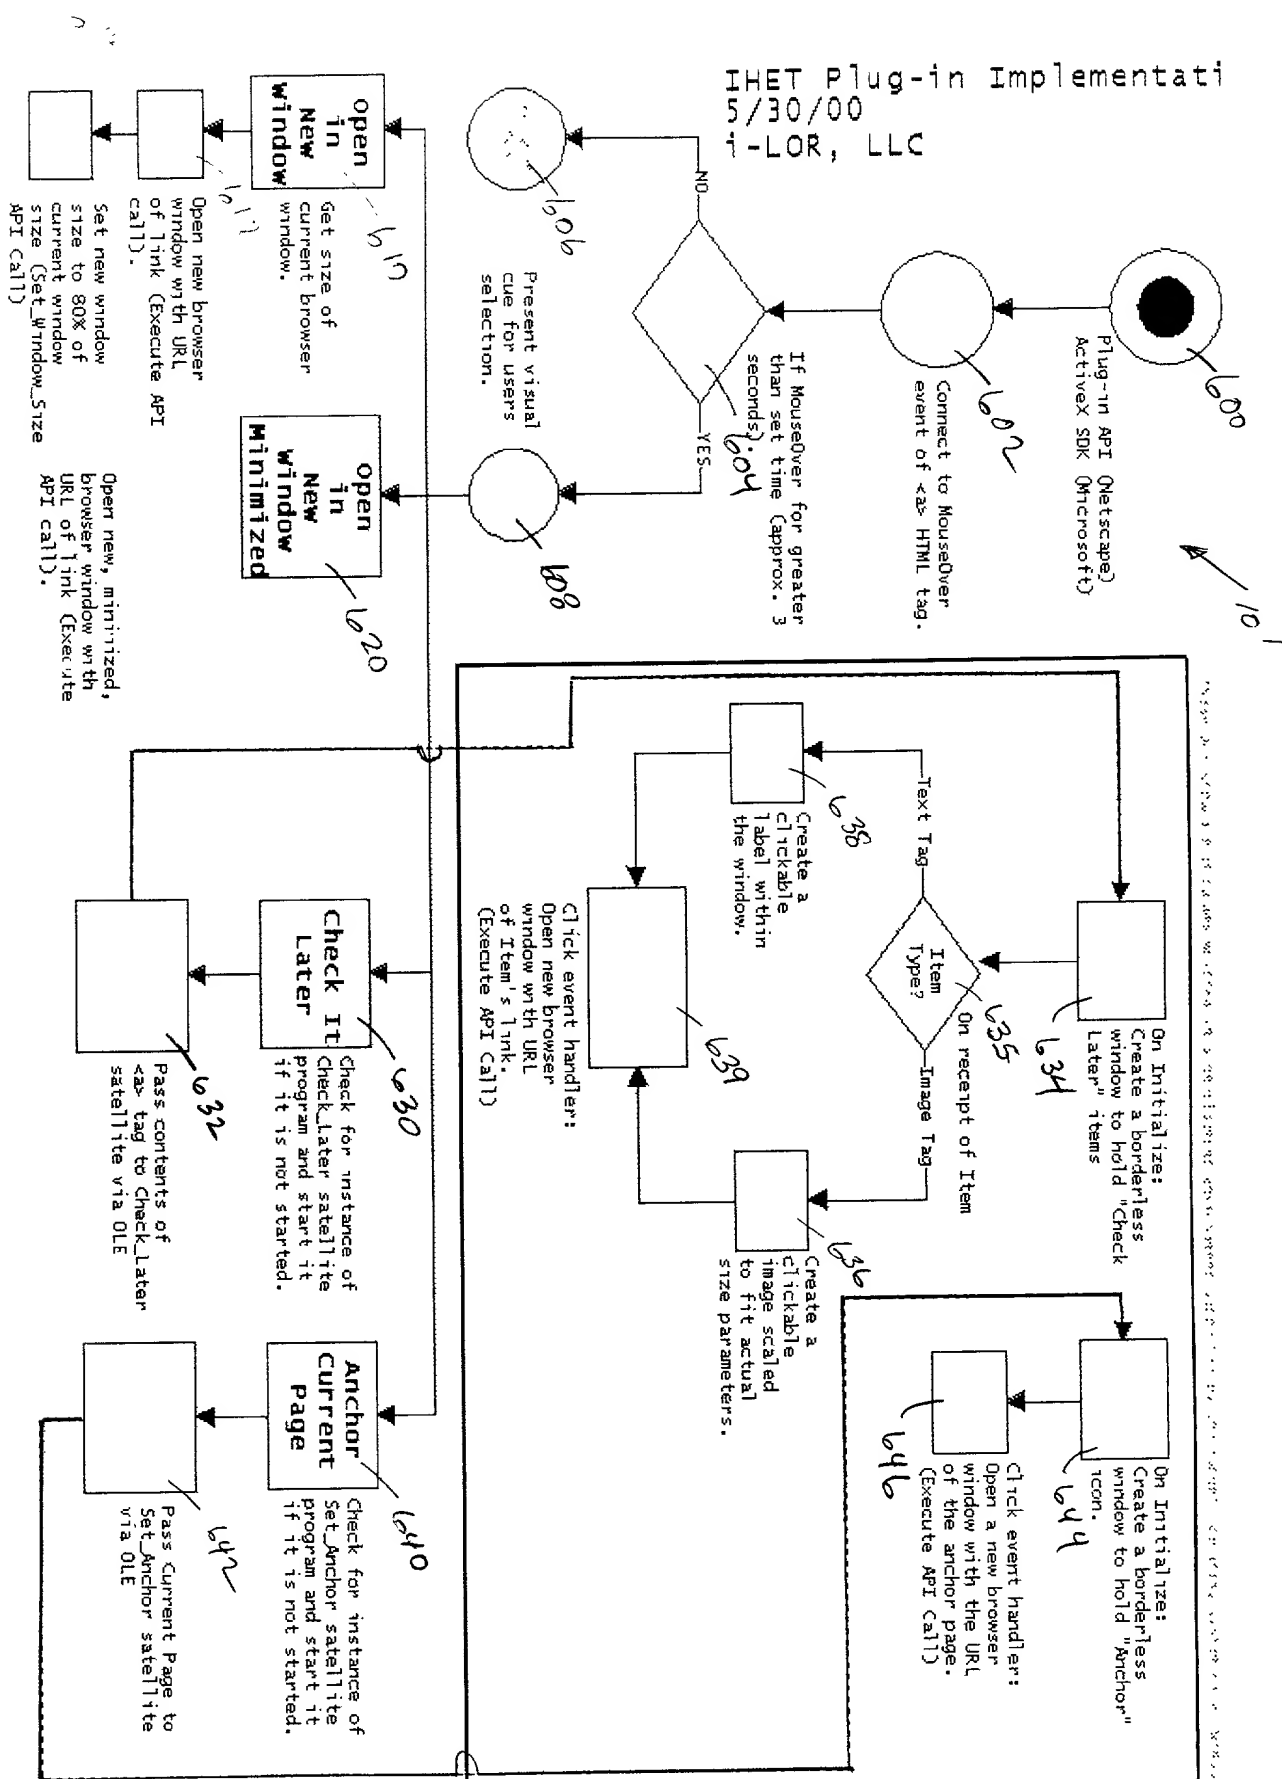 IHET Plug-in Implementati
5/30/00
i-LOR, LLC
101
600
Plug-in API (Netscape)
ActiveX SDK (Microsoft)
602
Connect to MouseOver
event of <a> HTML tag.
If MouseOver for greater
than set time (approx. 3
seconds).
604
NO
YES
606
608
Present visual
cue for users
selection.
Open
in
New
Window
Get size of
current browser
window.
Open new browser
window with URL
of link (Execute API
call).
Set new window
size to 80% of
current window
size (Set_Window_Size
API Call)
Open
in
New
Window
Minimized
620
Open new, minimized,
browser window with
URL of link (Execute
API call).
Check It
Later
630
Check for instance of
Check_Later satellite
program and start it
if it is not started.
632
Pass contents of
<a> tag to Check_Later
satellite via OLE
Anchor
Current
Page
640
Check for instance of
Set_Anchor satellite
program and start it
if it is not started.
642
Pass Current Page to
Set_Anchor satellite
via OLE
On Initialize:
Create a borderless
window to hold "Check
Later" items
634
On receipt of Item
Item
Type?
635
Text Tag
Image Tag
638
Create a
clickable
label within
the window.
636
Create a
clickable
image scaled
to fit actual
size parameters.
639
Click event handler:
Open new browser
window with URL
of Item's link.
(Execute API Call)
On Initialize:
Create a borderless
window to hold "Anchor"
icon.
644
646
Click event handler:
Open a new browser
window with the URL
of the anchor page.
(Execute API Call)